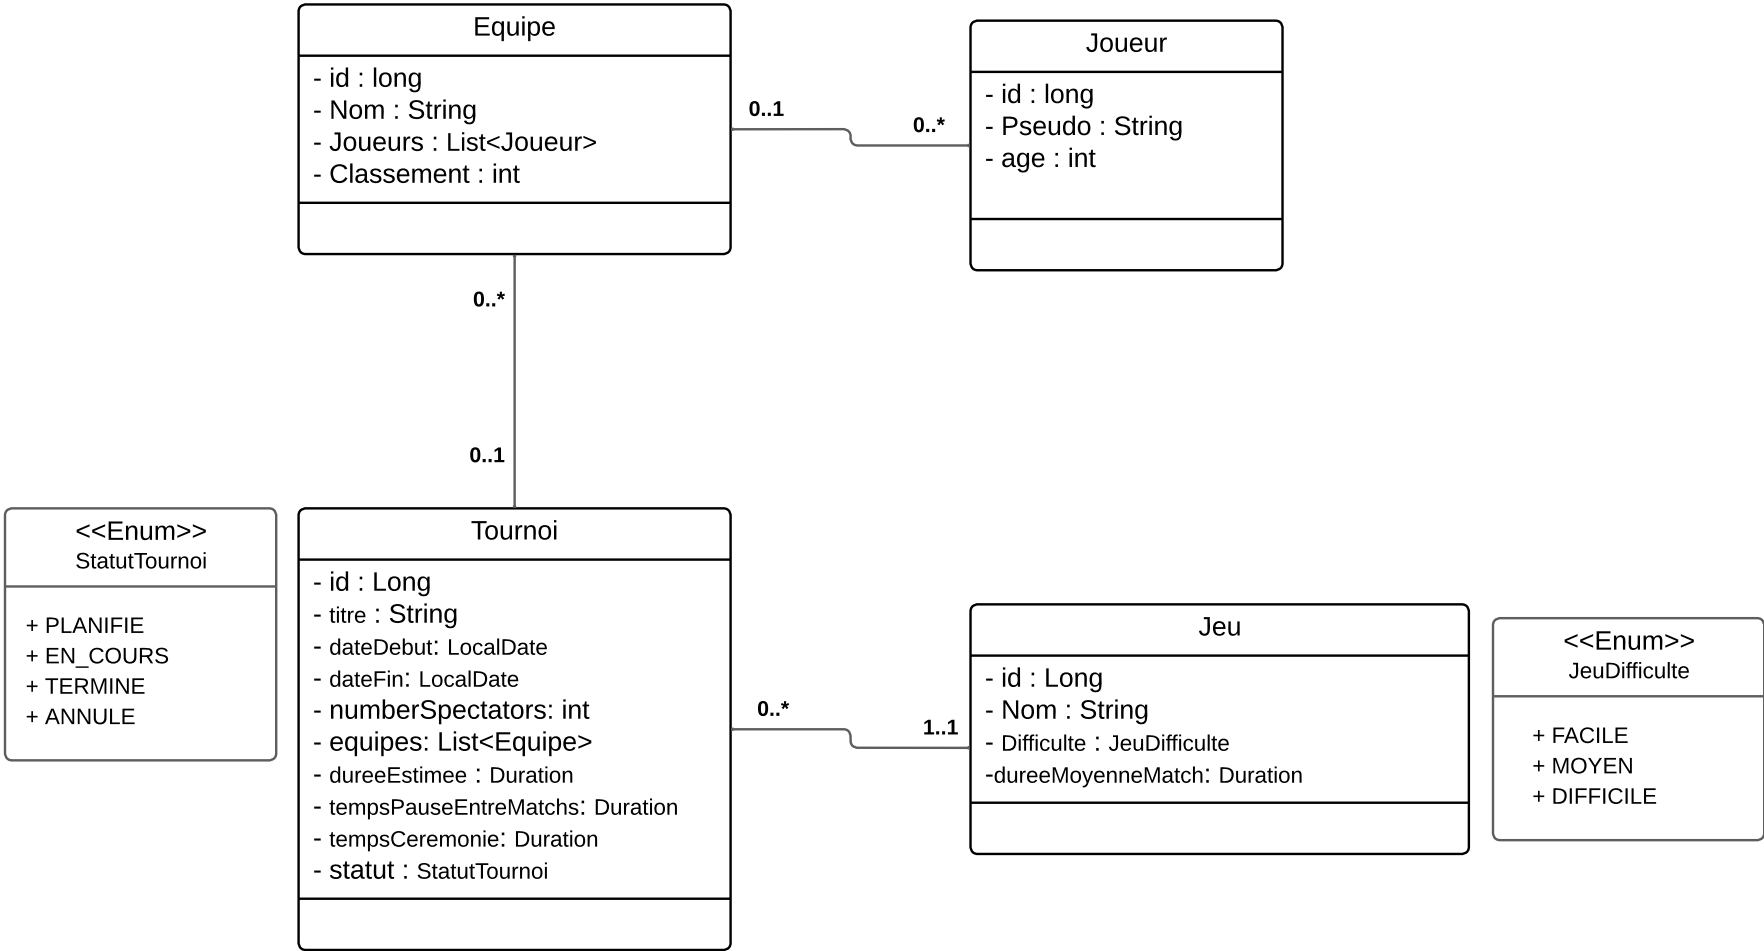 Equipe
- id : long
- Nom : String
- Joueurs : List<Joueur>
- Classement : int
0..1
0..*
Joueur
- id : long
- Pseudo : String
- age : int
0..*
0..1
<<Enum>>
StatutTournoi
+ PLANIFIE
+ EN_COURS
+ TERMINE
+ ANNULE
Tournoi
- id : Long
- titre : String
- dateDebut: LocalDate
- dateFin: LocalDate
- numberSpectators: int
- equipes: List<Equipe>
- dureeEstimee : Duration
- tempsPauseEntreMatchs: Duration
- tempsCeremonie: Duration
- statut : StatutTournoi
0..*
1..1
Jeu
- id : Long
- Nom : String
- Difficulte : JeuDifficulte
-dureeMoyenneMatch: Duration
<<Enum>>
JeuDifficulte
+ FACILE
+ MOYEN
+ DIFFICILE